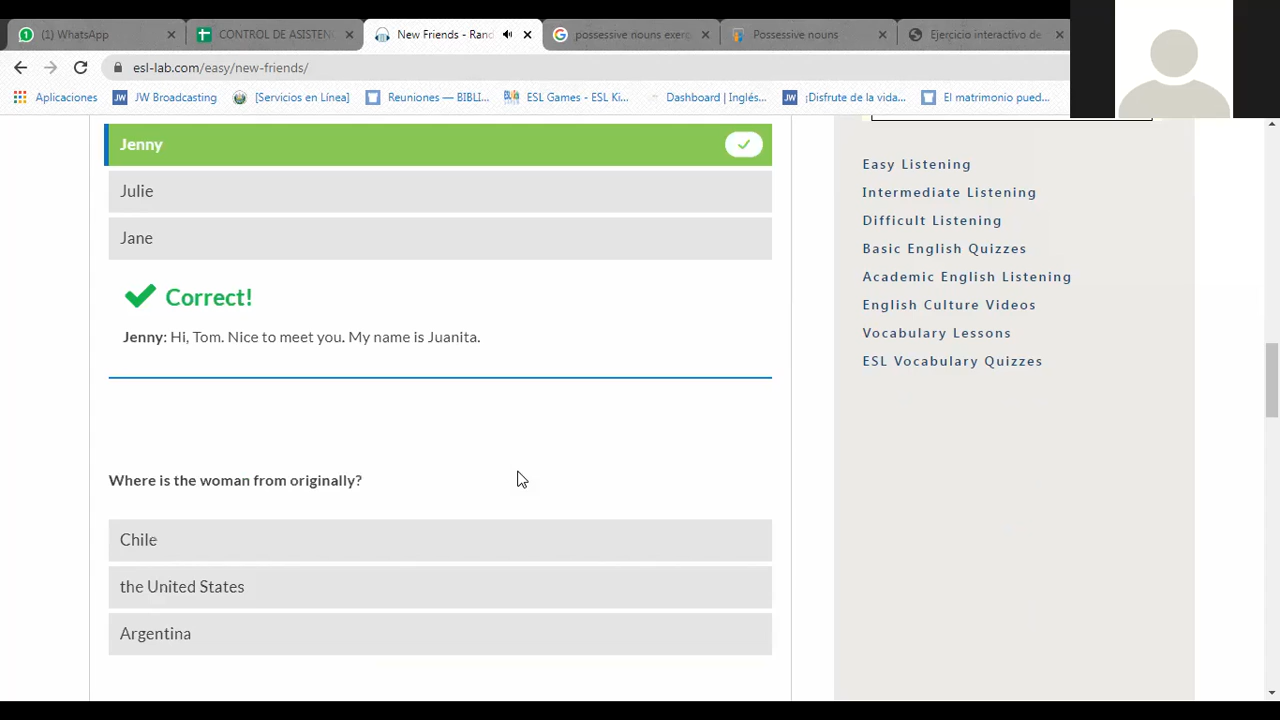 (1) WhatsApp
CONTROL DE ASISTEN
New Friends - Rand
possessive nouns exerc
Possessive nouns
Ejercicio interactivo de
esl-lab.com/easy/new-friends/
Aplicaciones
JW Broadcasting
[Servicios en Línea]
Reuniones — BIBLI...
ESL Games - ESL Ki...
Dashboard | Inglés...
¡Disfrute de la vida...
El matrimonio pued...
Jenny
Julie
Jane
Correct!
Jenny: Hi, Tom. Nice to meet you. My name is Juanita.
Where is the woman from originally?
Chile
the United States
Argentina
Easy Listening
Intermediate Listening
Difficult Listening
Basic English Quizzes
Academic English Listening
English Culture Videos
Vocabulary Lessons
ESL Vocabulary Quizzes